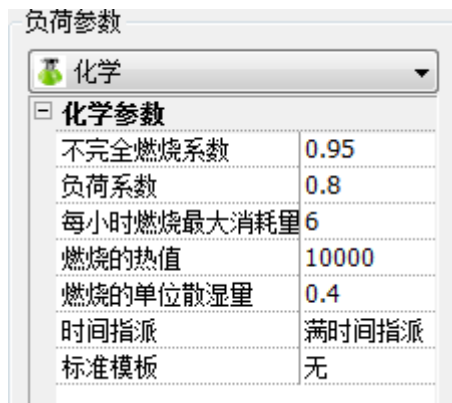 负荷参数
化学
化学参数
不完全燃烧系数 0.95
负荷系数 0.8
每小时燃烧最大消耗量 6
燃烧的热值 10000
燃烧的单位散湿量 0.4
时间指派 满时间指派
标准模板 无